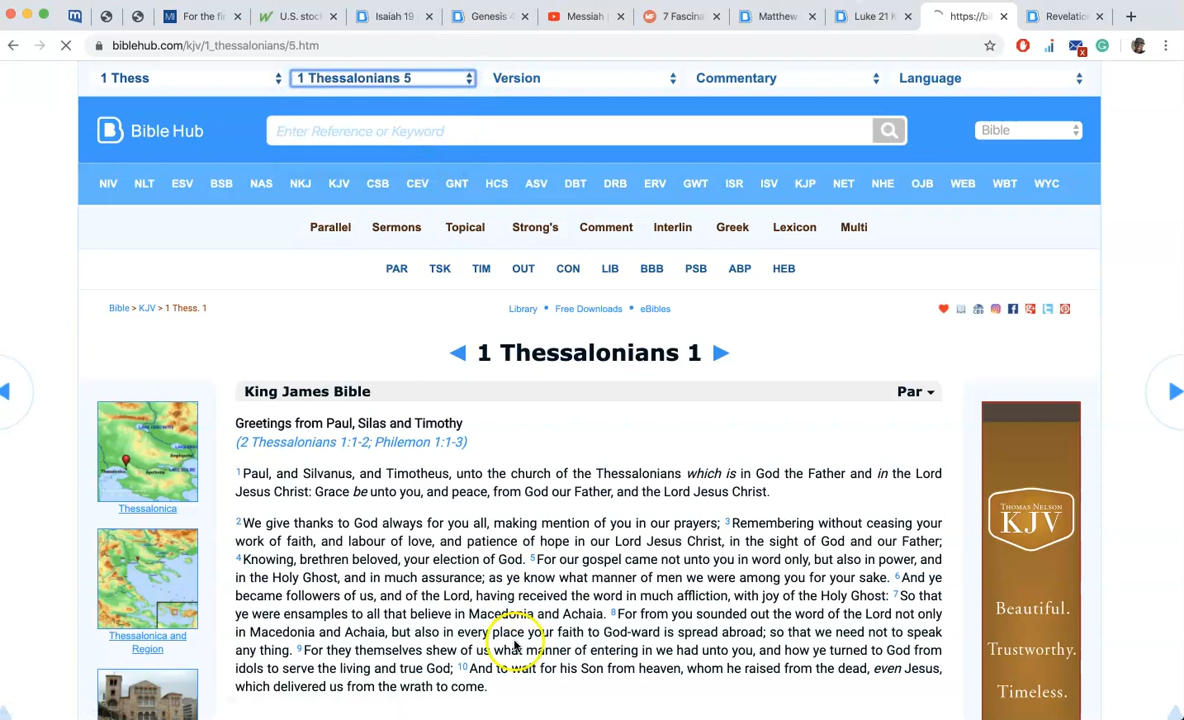 For the fi
U.S. stoc
Isaiah 19
Genesis 4
Messiah
7 Fascina
Matthew
Luke 21 K
https://bi
Revelatio
biblehub.com/kjv/1_thessalonians/5.htm
1 Thess
1 Thessalonians 5
Version
Commentary
Language
Bible Hub
Enter Reference or Keyword
Bible
NIV NLT ESV BSB NAS NKJ KJV CSB CEV GNT HCS ASV DBT DRB ERV GWT ISR ISV KJP NET NHE OJB WEB WBT WYC
Parallel Sermons Topical Strong's Comment Interlin Greek Lexicon Multi
PAR TSK TIM OUT CON LIB BBB PSB ABP HEB
Bible > KJV > 1 Thess. 1
Library • Free Downloads • eBibles
◄ 1 Thessalonians 1 ►
King James Bible
Par
Greetings from Paul, Silas and Timothy
(2 Thessalonians 1:1-2; Philemon 1:1-3)
1Paul, and Silvanus, and Timotheus, unto the church of the Thessalonians which is in God the Father and in the Lord
Jesus Christ: Grace be unto you, and peace, from God our Father, and the Lord Jesus Christ.
2We give thanks to God always for you all, making mention of you in our prayers; 3Remembering without ceasing your
work of faith, and labour of love, and patience of hope in our Lord Jesus Christ, in the sight of God and our Father;
4Knowing, brethren beloved, your election of God. 5For our gospel came not unto you in word only, but also in power, and
in the Holy Ghost, and in much assurance; as ye know what manner of men we were among you for your sake. 6And ye
became followers of us, and of the Lord, having received the word in much affliction, with joy of the Holy Ghost: 7So that
ye were ensamples to all that believe in Macedonia and Achaia. 8For from you sounded out the word of the Lord not only
in Macedonia and Achaia, but also in every place your faith to God-ward is spread abroad; so that we need not to speak
any thing. 9For they themselves shew of us what manner of entering in we had unto you, and how ye turned to God from
idols to serve the living and true God; 10And to wait for his Son from heaven, whom he raised from the dead, even Jesus,
which delivered us from the wrath to come.
Thessalonica
Thessalonica and
Region
THOMAS NELSON
KJV
Beautiful.
Trustworthy.
Timeless.